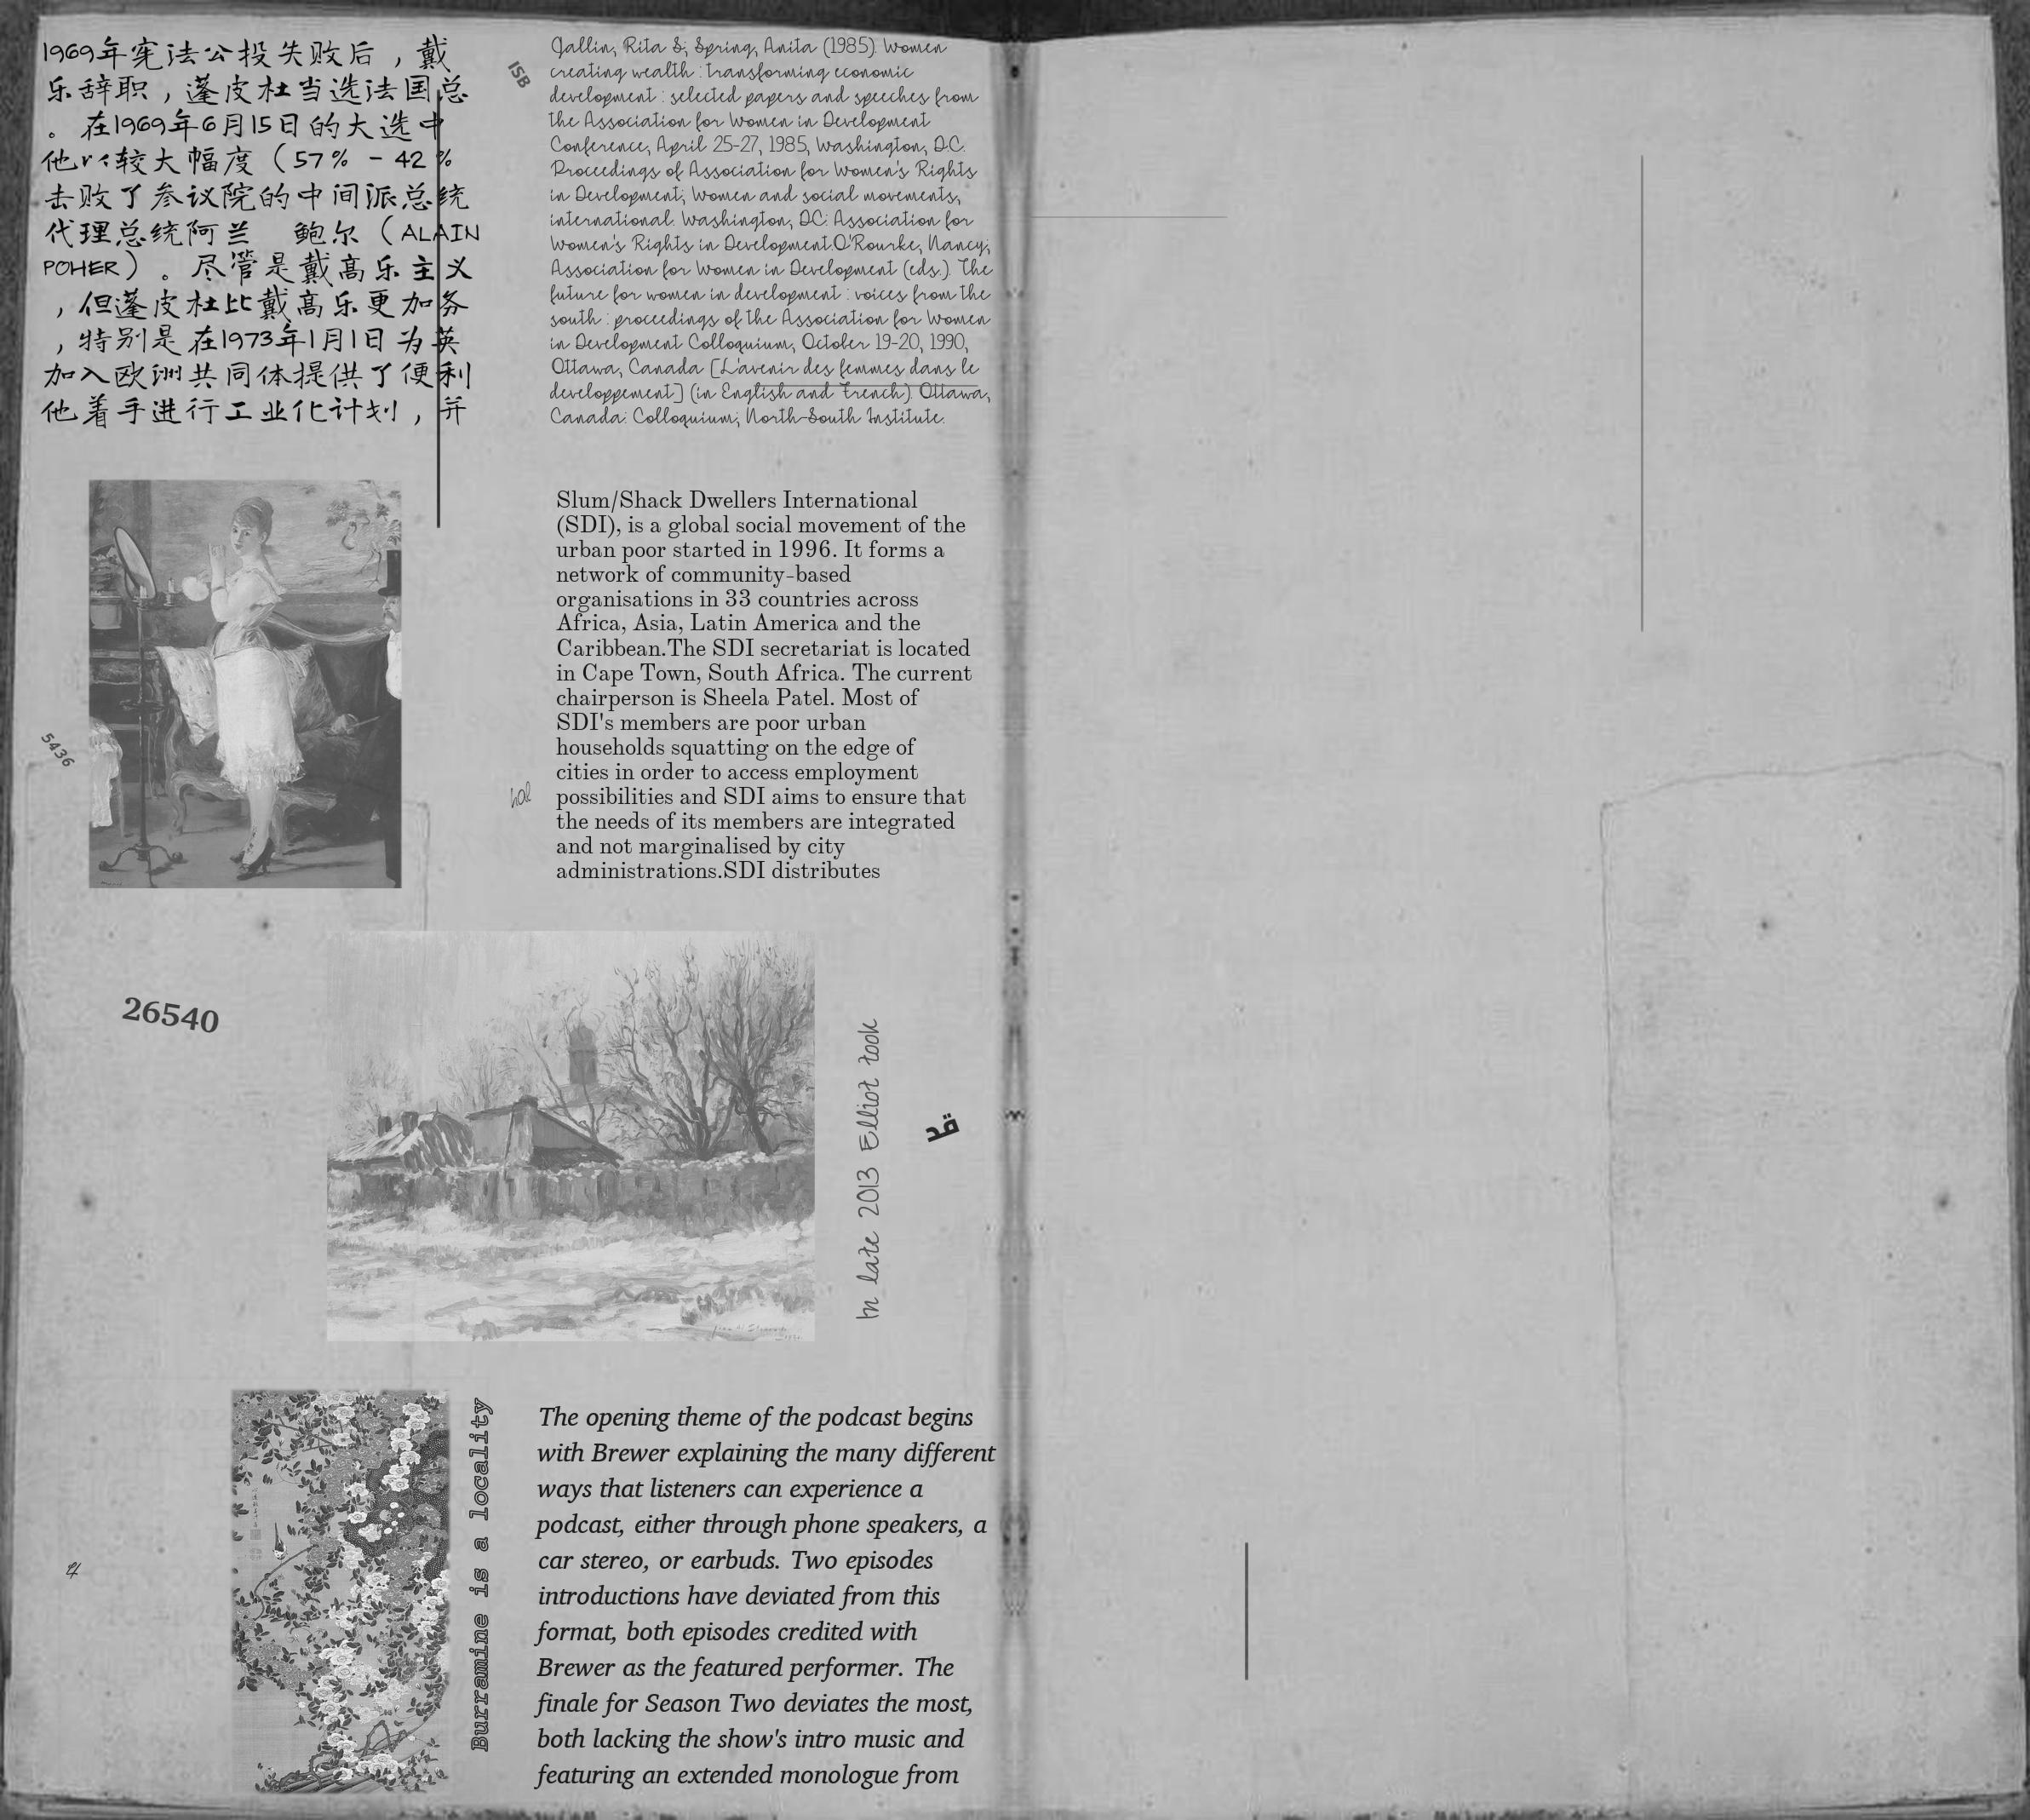 1969年宪法公投失败后，戴
乐辞职，蓬皮杜当选法国总
。在1969年6月15日的大选中
他以较大幅度（57% - 42%
击败了参议院的中间派总统
代理总统阿兰 鲍尔（ALAIN
POHER）。尽管是戴高乐主义
，但蓬皮杜比戴高乐更加务
，特别是在1973年1月1日为英
加入欧洲共同体提供了便利
他着手进行工业化计划，并
ISB
Gallin, Rita S.; Spring, Anita (1985). Women
creating wealth : transforming economic
development : selected papers and speeches from
the Association for Women in Development
Conference, April 25-27, 1985, Washington, D.C.
Proceedings of Association for Women's Rights
in Development; Women and social movements,
international. Washington, DC: Association for
Women's Rights in Development.O'Rourke, Nancy;
Association for Women in Development (eds.). The
future for women in development : voices from the
south : proceedings of the Association for Women
in Development Colloquium, October 19-20, 1990,
Ottawa, Canada [L'avenir des femmes dans le
developpement] (in English and French). Ottawa,
Canada: Colloquium; North-South Institute.
5436
Slum/Shack Dwellers International
(SDI), is a global social movement of the
urban poor started in 1996. It forms a
network of community-based
organisations in 33 countries across
Africa, Asia, Latin America and the
Caribbean.The SDI secretariat is located
in Cape Town, South Africa. The current
chairperson is Sheela Patel. Most of
SDI's members are poor urban
households squatting on the edge of
cities in order to access employment
possibilities and SDI aims to ensure that
the needs of its members are integrated
and not marginalised by city
administrations.SDI distributes
26540
In late 2013 Elliot took
قد
Burramine is a locality
The opening theme of the podcast begins
with Brewer explaining the many different
ways that listeners can experience a
podcast, either through phone speakers, a
car stereo, or earbuds. Two episodes
introductions have deviated from this
format, both episodes credited with
Brewer as the featured performer. The
finale for Season Two deviates the most,
both lacking the show's intro music and
featuring an extended monologue from